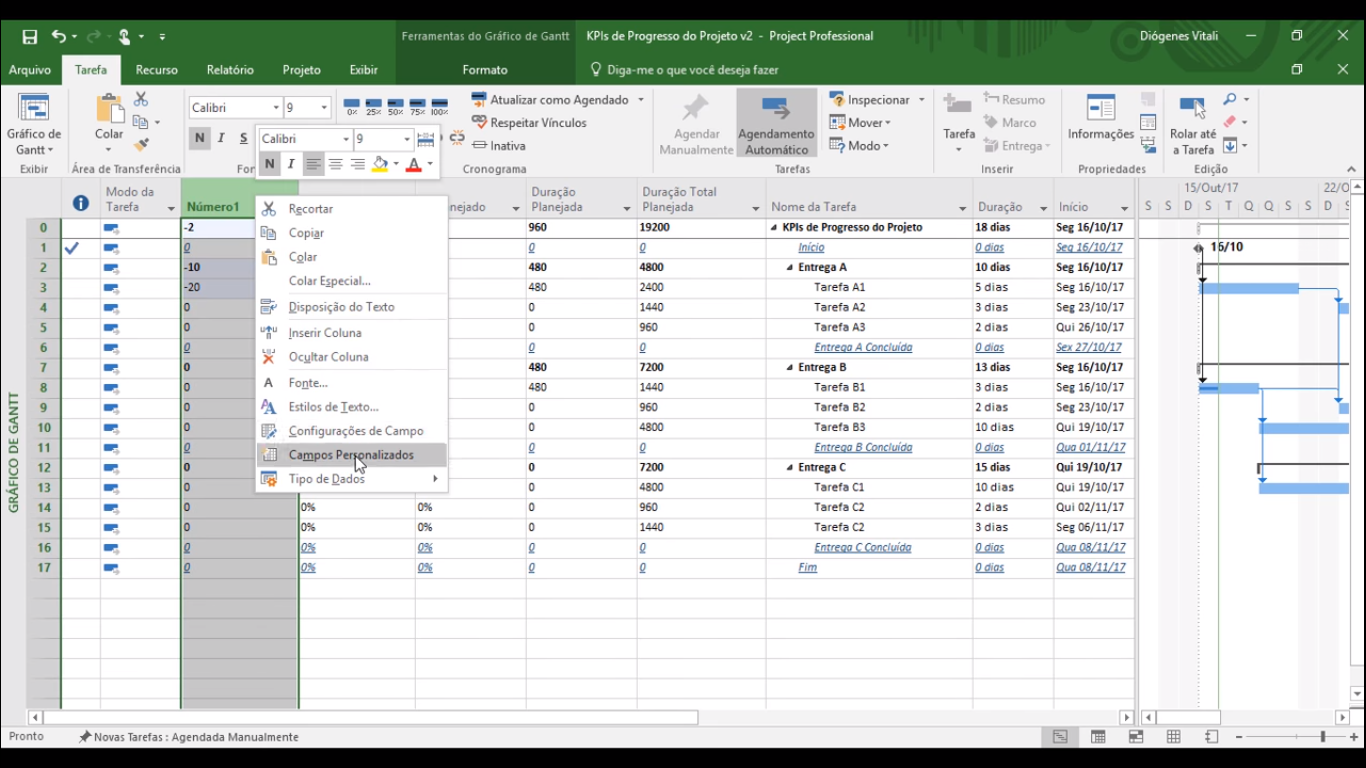 Ferramentas do Gráfico de Gantt KPIs de Progresso do Projeto v2 - Project Professional Diógenes Vitali
Arquivo Tarefa Recurso Relatório Projeto Exibir Formato Diga-me o que você deseja fazer
Gráfico de Gantt
Exibir
Colar
Área de Transferência
Calibri 9
N I S
0% 25% 50% 75% 100%
Atualizar como Agendado
Respeitar Vínculos
Inativa
Cronograma
Calibri 9
N I A
Agendar Manualmente
Agendamento Automático
Inspecionar
Mover
Modo
Tarefas
Tarefa
Resumo
Marco
Entrega
Inserir
Informações
Propriedades
Rolar até a Tarefa
Edição
Modo da Tarefa Número1 nejado Duração Planejada Duração Total Planejada Nome da Tarefa Duração Início
15/Out/17 22/O
S S D S T Q Q S S D S
0 -2 960 19200 KPIs de Progresso do Projeto 18 dias Seg 16/10/17
1 0 0 0 Início 0 dias Seg 16/10/17 16/10
2 -10 480 4800 Entrega A 10 dias Seg 16/10/17
3 -20 480 2400 Tarefa A1 5 dias Seg 16/10/17
4 0 0 1440 Tarefa A2 3 dias Seg 23/10/17
5 0 0 960 Tarefa A3 2 dias Qui 26/10/17
6 0 0 0 Entrega A Concluída 0 dias Sex 27/10/17
7 0 480 7200 Entrega B 13 dias Seg 16/10/17
8 0 480 1440 Tarefa B1 3 dias Seg 16/10/17
9 0 0 960 Tarefa B2 2 dias Seg 23/10/17
10 0 0 4800 Tarefa B3 10 dias Qui 19/10/17
11 0 0 0 Entrega B Concluída 0 dias Qua 01/11/17
12 0 0 7200 Entrega C 15 dias Qui 19/10/17
13 0 0 4800 Tarefa C1 10 dias Qui 19/10/17
14 0 0% 0% 0 960 Tarefa C2 2 dias Qui 02/11/17
15 0 0% 0% 0 1440 Tarefa C2 3 dias Seg 06/11/17
16 0 0% 0% 0 0 Entrega C Concluída 0 dias Qua 08/11/17
17 0 0% 0% 0 0 Fim 0 dias Qua 08/11/17
Recortar
Copiar
Colar
Colar Especial...
Disposição do Texto
Inserir Coluna
Ocultar Coluna
A Fonte...
Estilos de Texto...
Configurações de Campo
Campos Personalizados
Tipo de Dados
GRÁFICO DE GANTT
Pronto Novas Tarefas : Agendada Manualmente